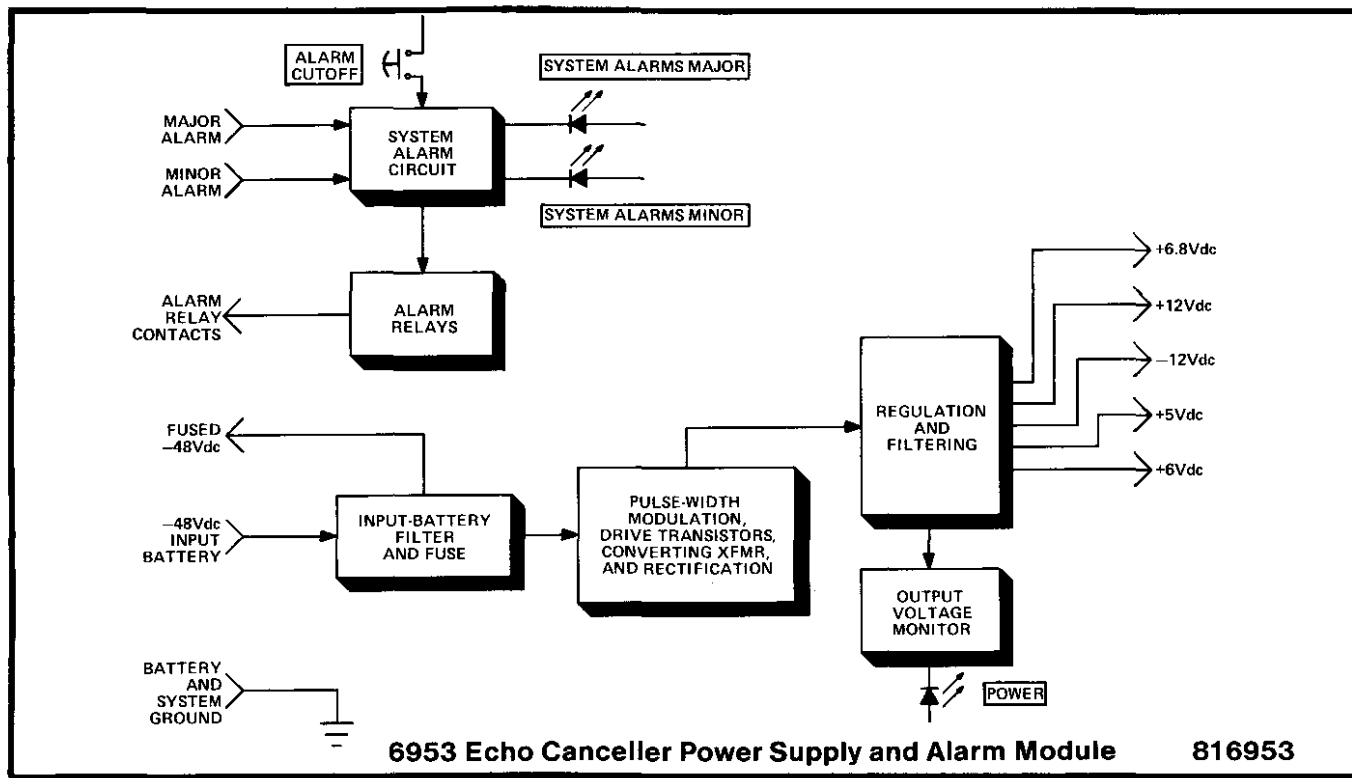 ALARM
CUTOFF
SYSTEM ALARMS MAJOR
MAJOR
ALARM
MINOR
ALARM
SYSTEM
ALARM
CIRCUIT
SYSTEM ALARMS MINOR
ALARM
RELAY
CONTACTS
ALARM
RELAYS
+6.8Vdc
+12Vdc
−12Vdc
+5Vdc
+6Vdc
REGULATION
AND
FILTERING
FUSED
−48Vdc
−48Vdc
INPUT
BATTERY
INPUT-BATTERY
FILTER
AND FUSE
PULSE-WIDTH
MODULATION,
DRIVE TRANSISTORS,
CONVERTING XFMR,
AND RECTIFICATION
OUTPUT
VOLTAGE
MONITOR
POWER
BATTERY
AND
SYSTEM
GROUND
6953 Echo Canceller Power Supply and Alarm Module 816953